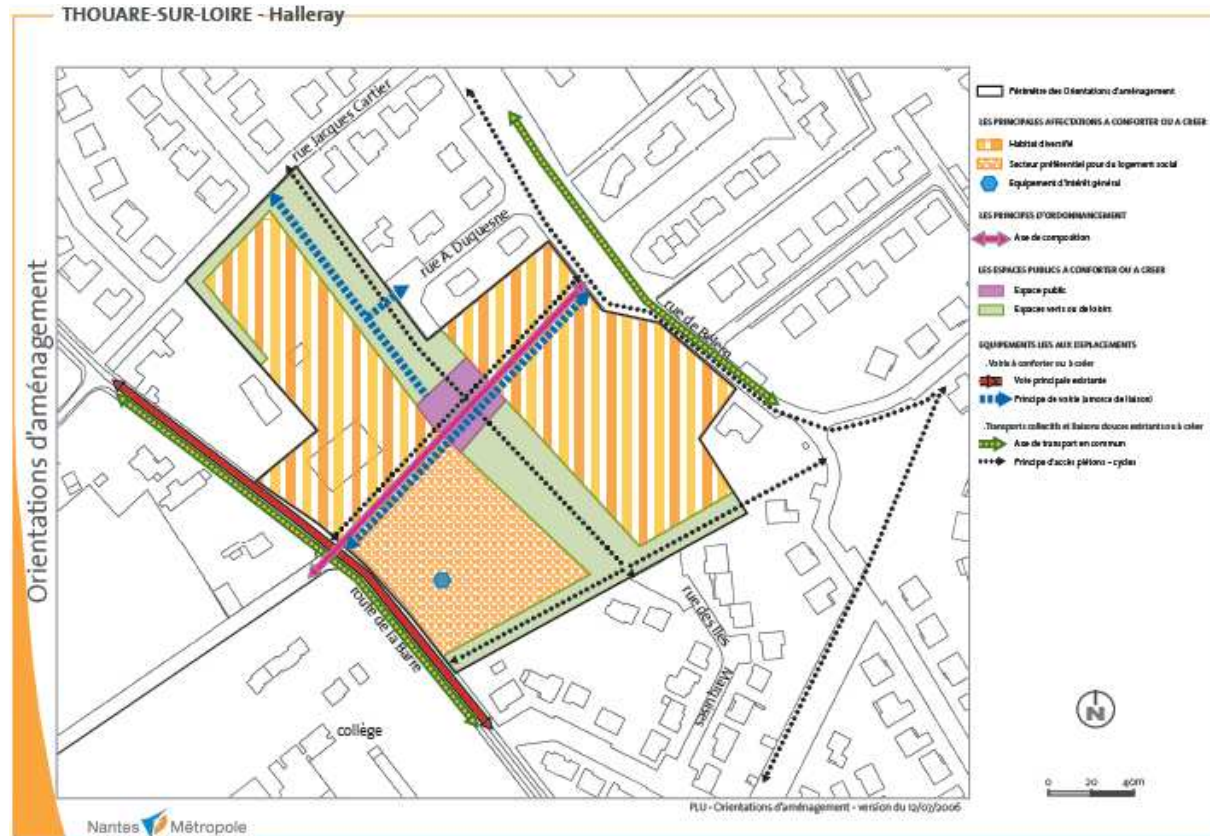 THOUARE-SUR-LOIRE - Halleray
Orientations d'aménagement
rue Jacques Cartier
rue A. Duquesne
rue de Belem
route de la Barre
rue des Iles
Marquises
collège
Périmètre des Orientations d'aménagement
LES PRINCIPALES AFFECTATIONS A CONFORTER OU A CREER
Habitat diversifié
Secteur préférentiel pour du logement social
Equipement d'intérêt général
LES PRINCIPES D'ORDONNANCEMENT
Axe de composition
LES ESPACES PUBLICS A CONFORTER OU A CREER
Espace public
Espaces verts ou de loisirs
EQUIPEMENTS LIES AUX DEPLACEMENTS
.Voirie à conforter ou à créer
Voie principale existante
Principe de voirie (amorce de liaison)
.Transports collectifs et liaisons douces existants ou à créer
Axe de transport en commun
Principe d'accès piétons - cycles
N
0 20 40m
PLU - Orientations d'aménagement - version du 12/07/2006
Nantes Métropole